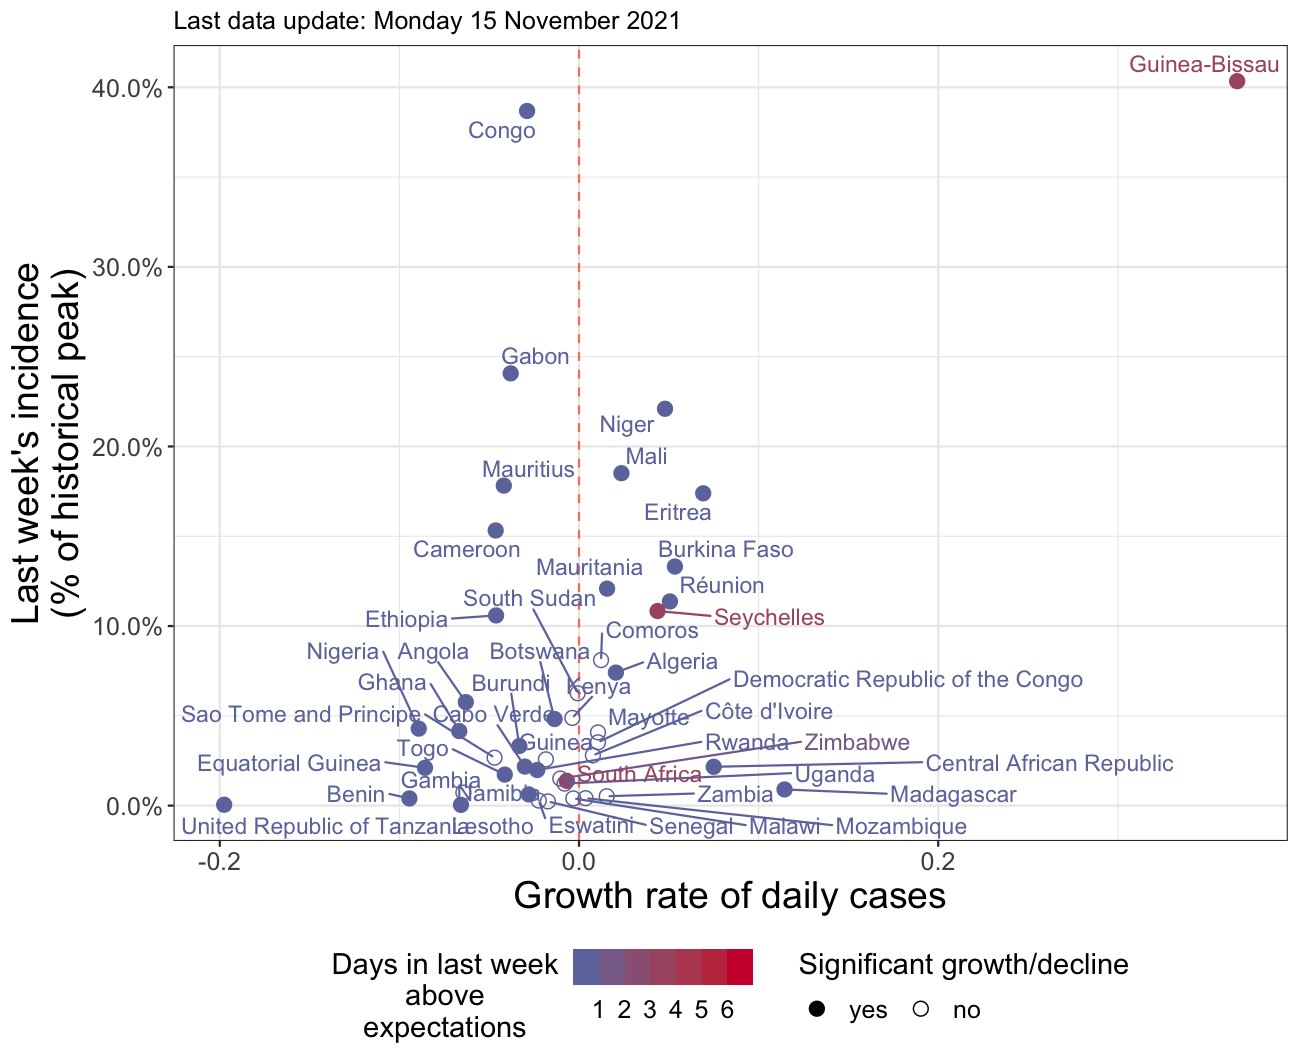 Last data update: Monday 15 November 2021
Guinea-Bissau
40.0%
Congo
30.0%
Last week's incidence
(% of historical peak)
Gabon
Niger
20.0%
Mali
Mauritius
Eritrea
Cameroon
Burkina Faso
Mauritania
Réunion
South Sudan
Ethiopia
Seychelles
10.0%
Comoros
Nigeria
Angola
Botswana
Algeria
Ghana
Burundi
Kenya
Democratic Republic of the Congo
Sao Tome and Principe
Cabo Verde
Mayotte
Côte d'Ivoire
Togo
Guinea
Rwanda
Zimbabwe
Equatorial Guinea
Central African Republic
Gambia
South Africa
Uganda
Benin
Namibia
Zambia
Madagascar
0.0%
United Republic of Tanzania
Lesotho
Eswatini
Senegal
Malawi
Mozambique
-0.2
0.0
0.2
Growth rate of daily cases
Days in last week
above
expectations
1 2 3 4 5 6
Significant growth/decline
yes
no